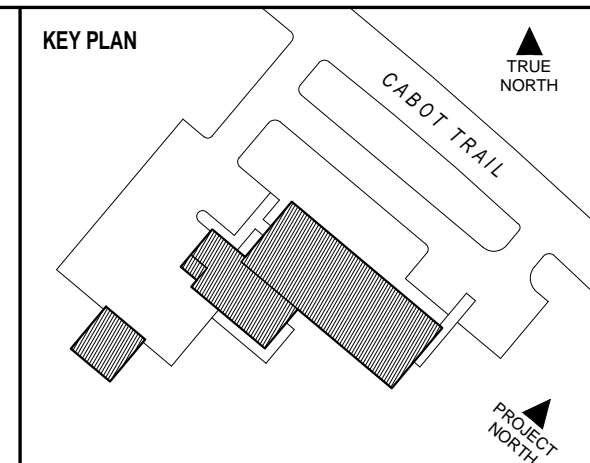 KEY PLAN
TRUE
NORTH
CABOT TRAIL
PROJECT
NORTH